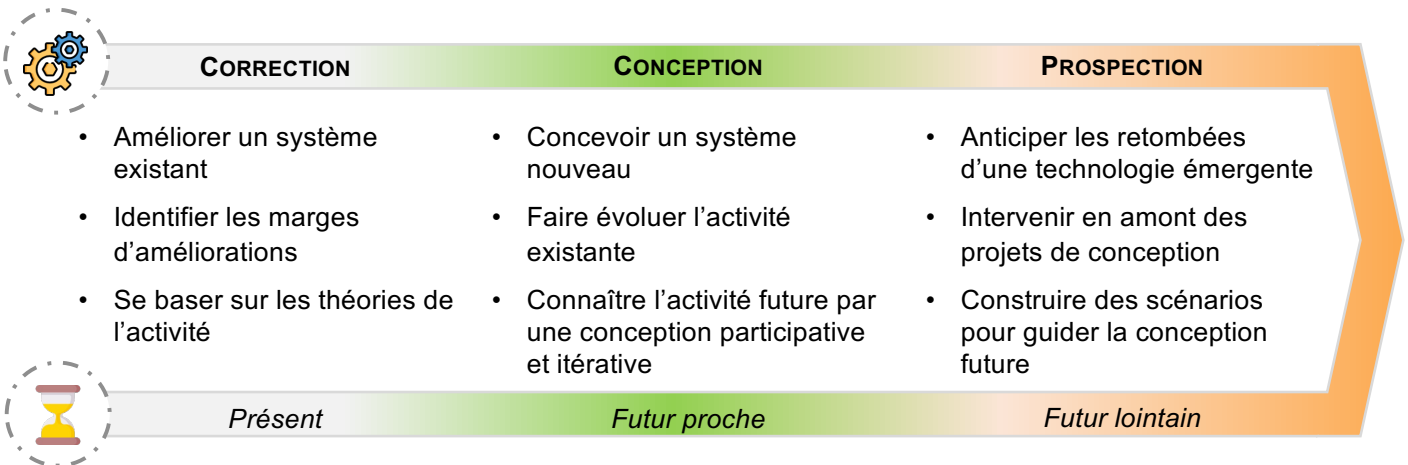 CORRECTION
CONCEPTION
PROSPECTION
• Améliorer un système
existant
• Identifier les marges
d’améliorations
• Se baser sur les théories de
l’activité
• Concevoir un système
nouveau
• Faire évoluer l’activité
existante
• Connaître l’activité future par
une conception participative
et itérative
• Anticiper les retombées
d’une technologie émergente
• Intervenir en amont des
projets de conception
• Construire des scénarios
pour guider la conception
future
Présent
Futur proche
Futur lointain